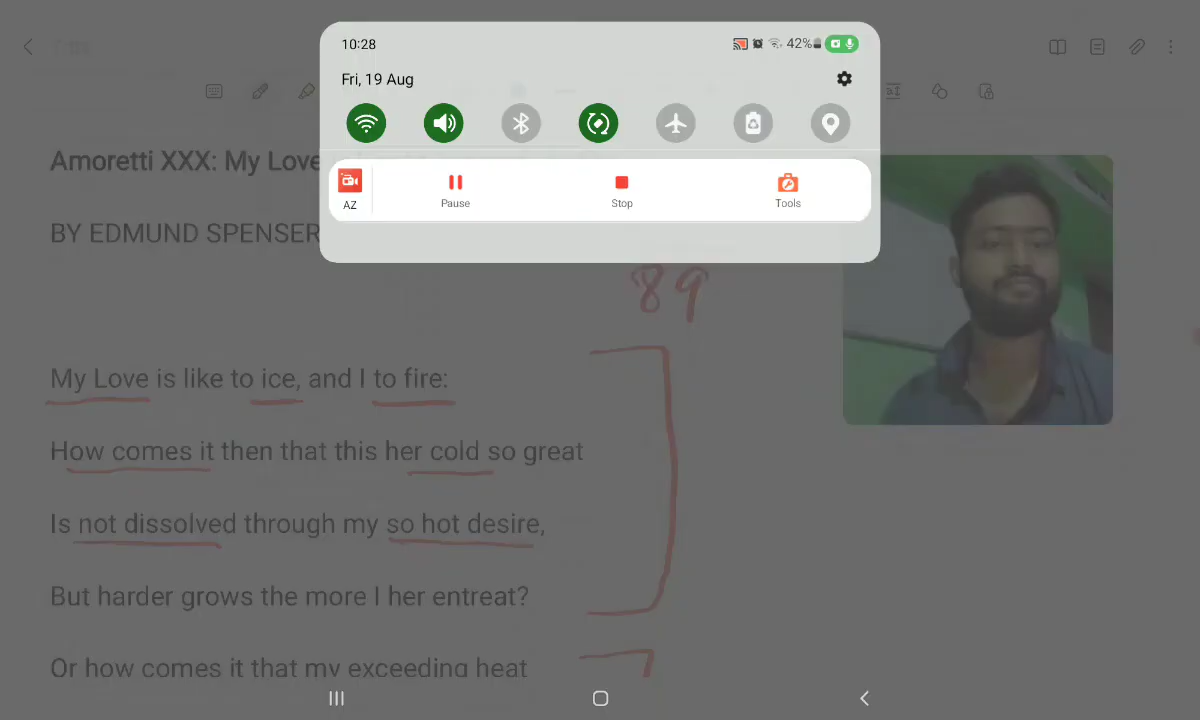 10:28
42%
Fri, 19 Aug
AZ
Pause
Stop
Tools
Amoretti XXX: My Love
BY EDMUND SPENSER
89
My Love is like to ice, and I to fire:
How comes it then that this her cold so great
Is not dissolved through my so hot desire,
But harder grows the more I her entreat?
Or how comes it that my exceeding heat